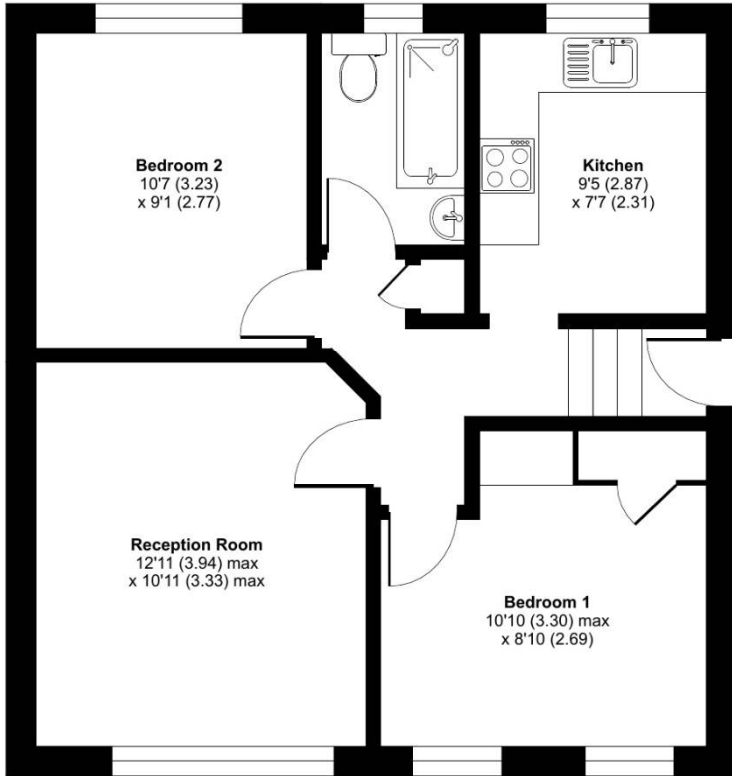 Bedroom 2
10'7 (3.23)
x 9'1 (2.77)
Kitchen
9'5 (2.87)
x 7'7 (2.31)
Reception Room
12'11 (3.94) max
x 10'11 (3.33) max
Bedroom 1
10'10 (3.30) max
x 8'10 (2.69)